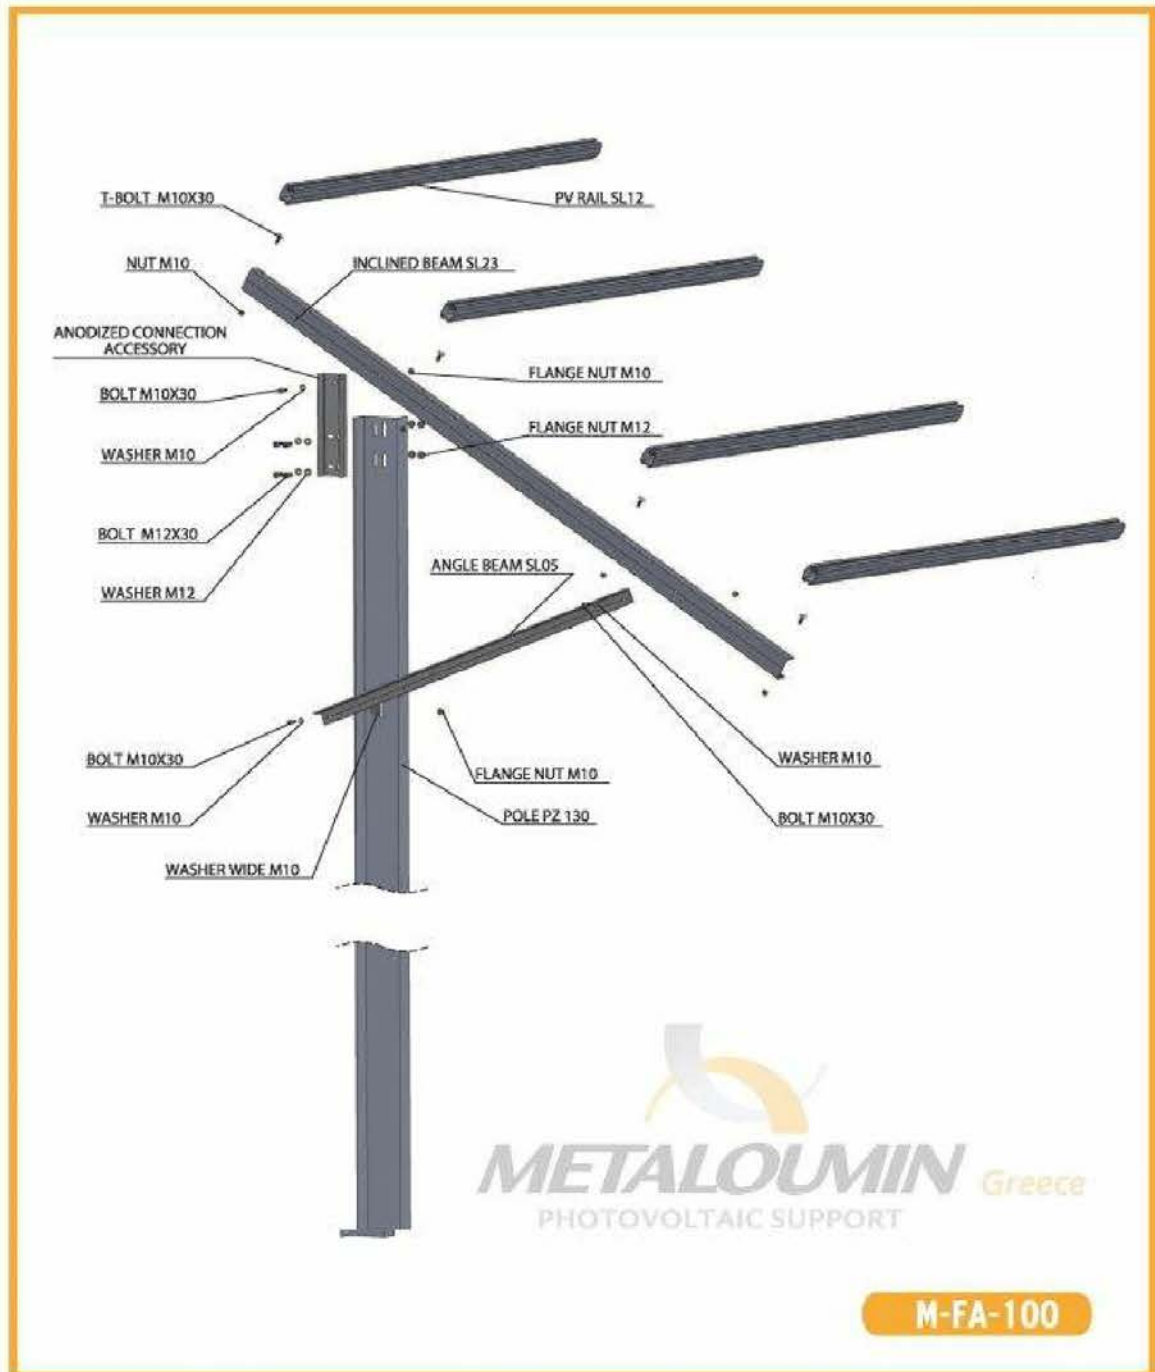 T-BOLT M10X30
PV RAIL SL12
NUT M10
INCLINED BEAM SL23
ANODIZED CONNECTION
ACCESSORY
FLANGE NUT M10
BOLT M10X30
FLANGE NUT M12
WASHER M10
BOLT M12X30
ANGLE BEAM SL05
WASHER M12
BOLT M10X30
WASHER M10
FLANGE NUT M10
WASHER M10
POLE PZ 130
BOLT M10X30
WASHER WIDE M10
METALOUMIN Greece
PHOTOVOLTAIC SUPPORT
M-FA-100